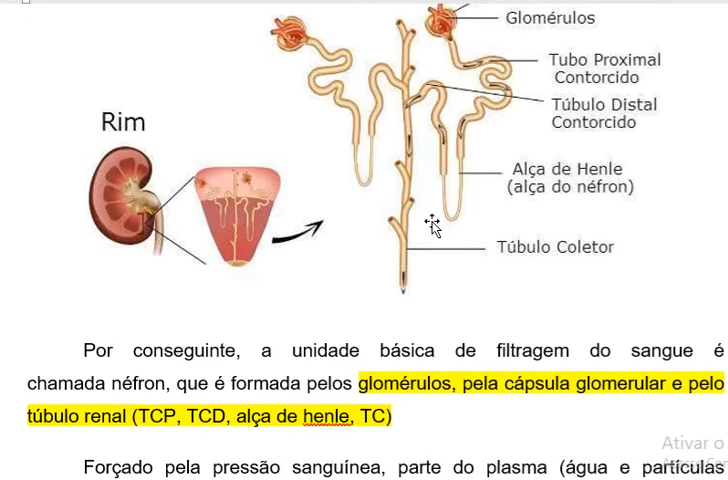 Glomérulos
Tubo Proximal
Contorcido
Túbulo Distal
Contorcido
Rim
Alça de Henle
(alça do néfron)
Túbulo Coletor
Por conseguinte, a unidade básica de filtragem do sangue é
chamada néfron, que é formada pelos glomérulos, pela cápsula glomerular e pelo
túbulo renal (TCP, TCD, alça de henle, TC)
Ativar o
Forçado pela pressão sanguínea, parte do plasma (água e partículas